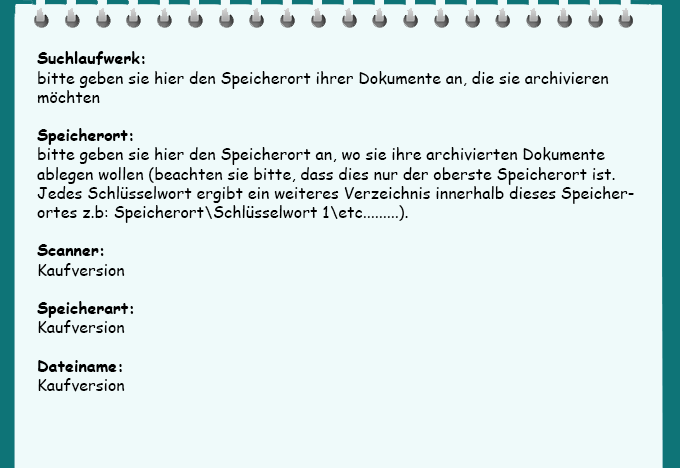 Suchlaufwerk:
bitte geben sie hier den Speicherort ihrer Dokumente an, die sie archivieren
möchten
Speicherort:
bitte geben sie hier den Speicherort an, wo sie ihre archivierten Dokumente
ablegen wollen (beachten sie bitte, dass dies nur der oberste Speicherort ist.
Jedes Schlüsselwort ergibt ein weiteres Verzeichnis innerhalb dieses Speicher-
ortes z.b: Speicherort\Schlüsselwort 1\etc.........).
Scanner:
Kaufversion
Speicherart:
Kaufversion
Dateiname:
Kaufversion